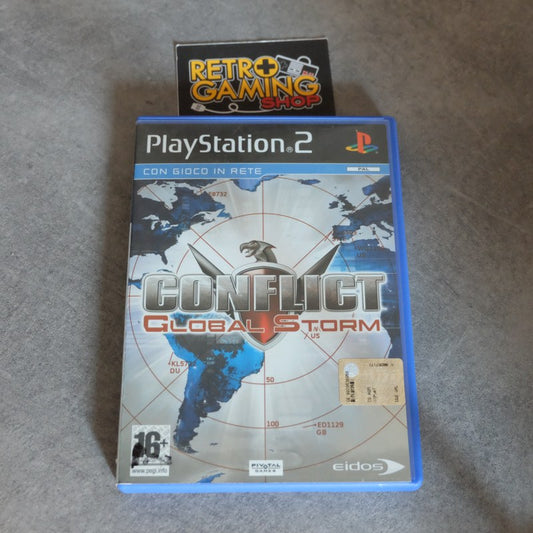 RETRO
GAMING
SHOP
PlayStation®2
CON GIOCO IN RETE
PAL
CONFLICT
GLOBAL STORM
US
DU
50
100
ED1129
GB
16+
www.pegi.info
PIVOTAL
GAMES
eidos